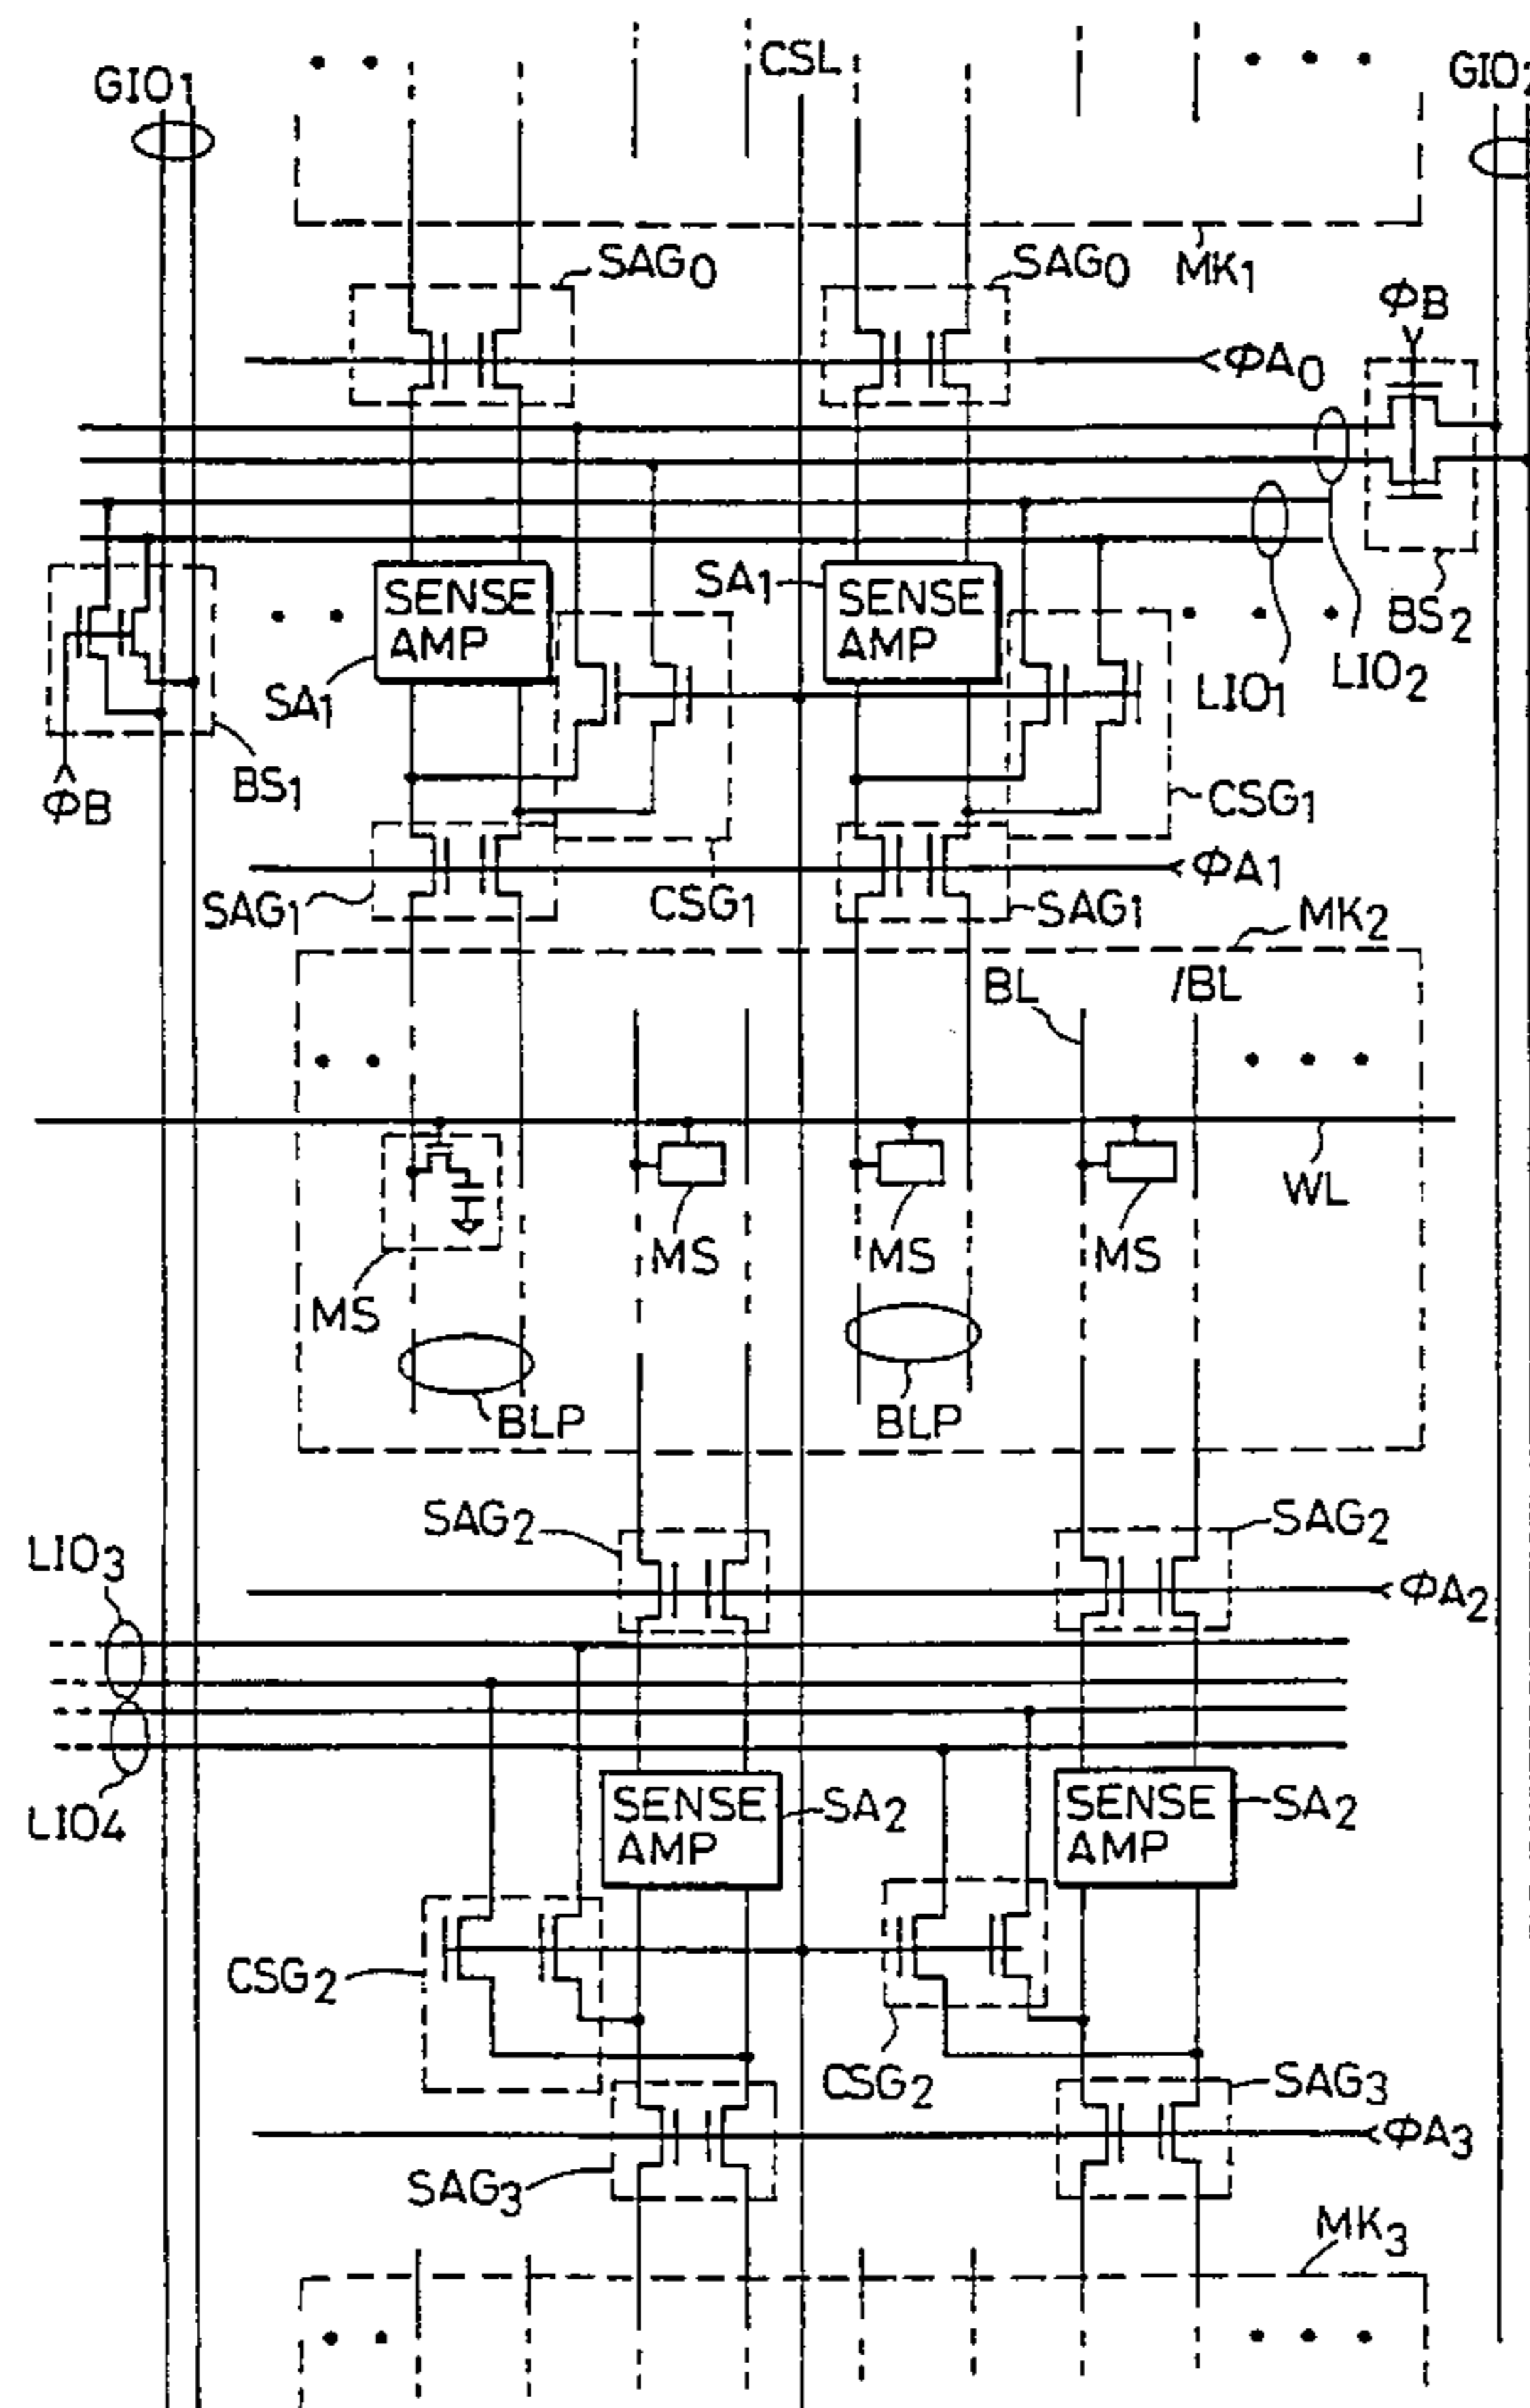 CSL
GIO1
GIO2
SAG0
SAG0
MK1
ΦB
ΦA0
SENSE
AMP
SA1
SENSE
AMP
BS2
LIO2
LIO1
SA1
BS1
ΦB
CSG1
ΦA1
SAG1
CSG1
SAG1
MK2
BL
/BL
WL
MS
MS
MS
MS
BLP
BLP
SAG2
SAG2
LIO3
ΦA2
LIO4
SENSE
AMP
SA2
SENSE
AMP
SA2
CSG2
CSG2
SAG3
ΦA3
SAG3
MK3